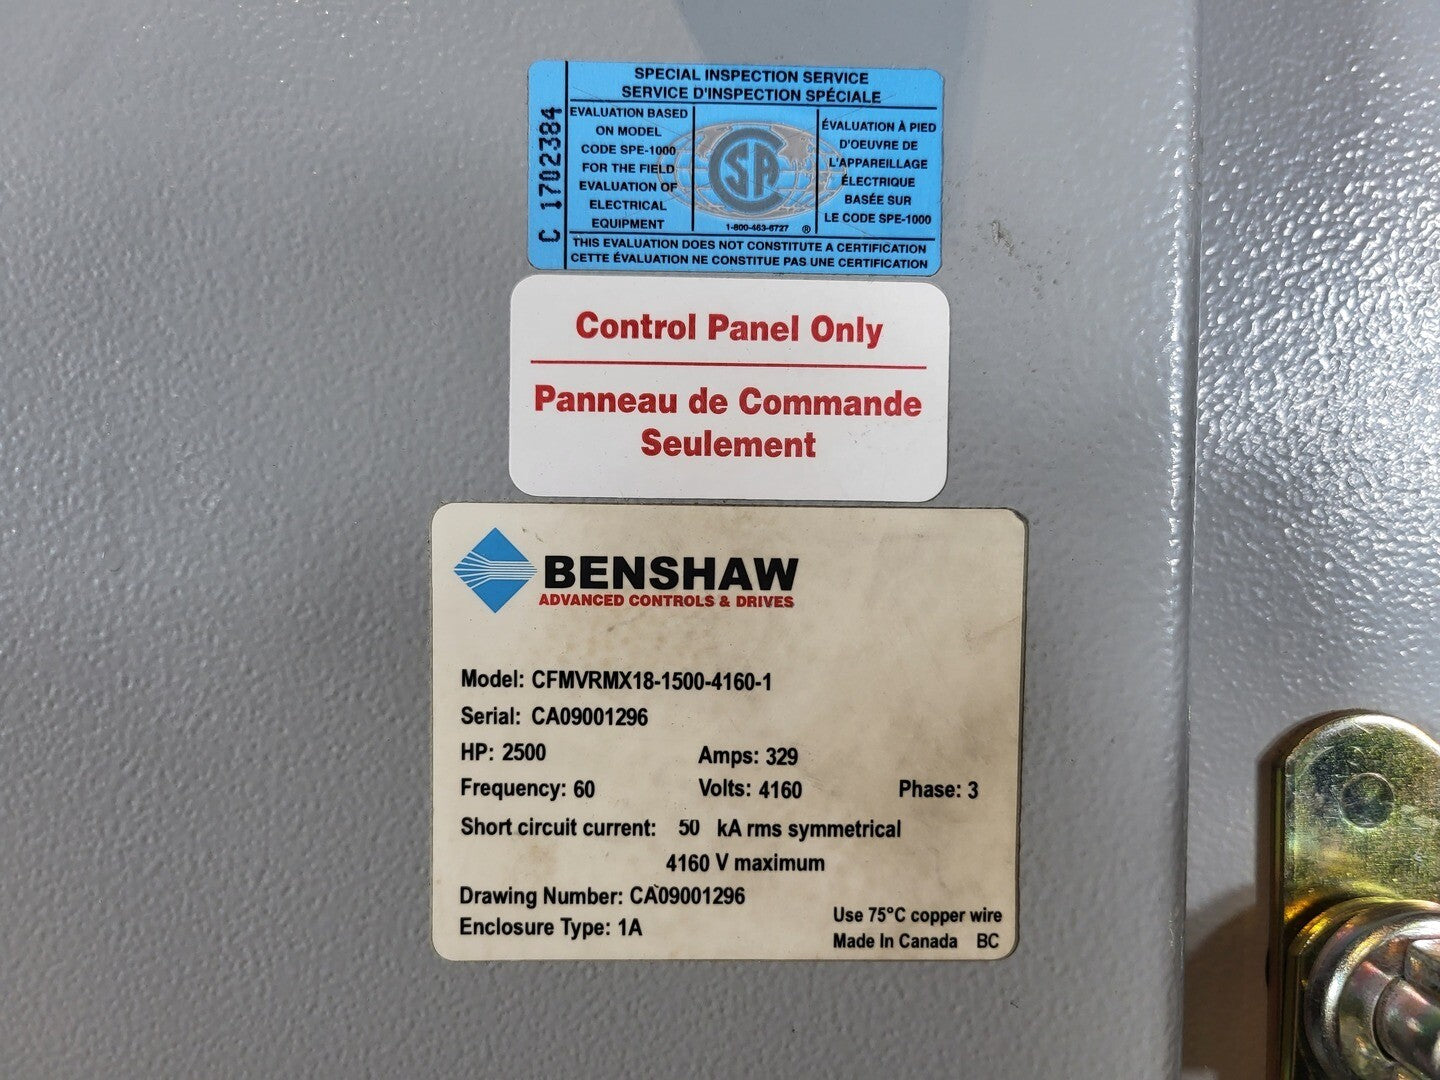 SPECIAL INSPECTION SERVICE
SERVICE D'INSPECTION SPÉCIALE
C 1702384
EVALUATION BASED
ON MODEL
CODE SPE-1000
FOR THE FIELD
EVALUATION OF
ELECTRICAL
EQUIPMENT
CSA
1-800-463-6727 ®
ÉVALUATION À PIED
D'OEUVRE DE
L'APPAREILLAGE
ÉLECTRIQUE
BASÉE SUR
LE CODE SPE-1000
THIS EVALUATION DOES NOT CONSTITUTE A CERTIFICATION
CETTE ÉVALUATION NE CONSTITUE PAS UNE CERTIFICATION
Control Panel Only
Panneau de Commande
Seulement
BENSHAW
ADVANCED CONTROLS & DRIVES
Model: CFMVRMX18-1500-4160-1
Serial: CA09001296
HP: 2500 Amps: 329
Frequency: 60 Volts: 4160 Phase: 3
Short circuit current: 50 kA rms symmetrical
4160 V maximum
Drawing Number: CA09001296
Enclosure Type: 1A
Use 75°C copper wire
Made In Canada BC